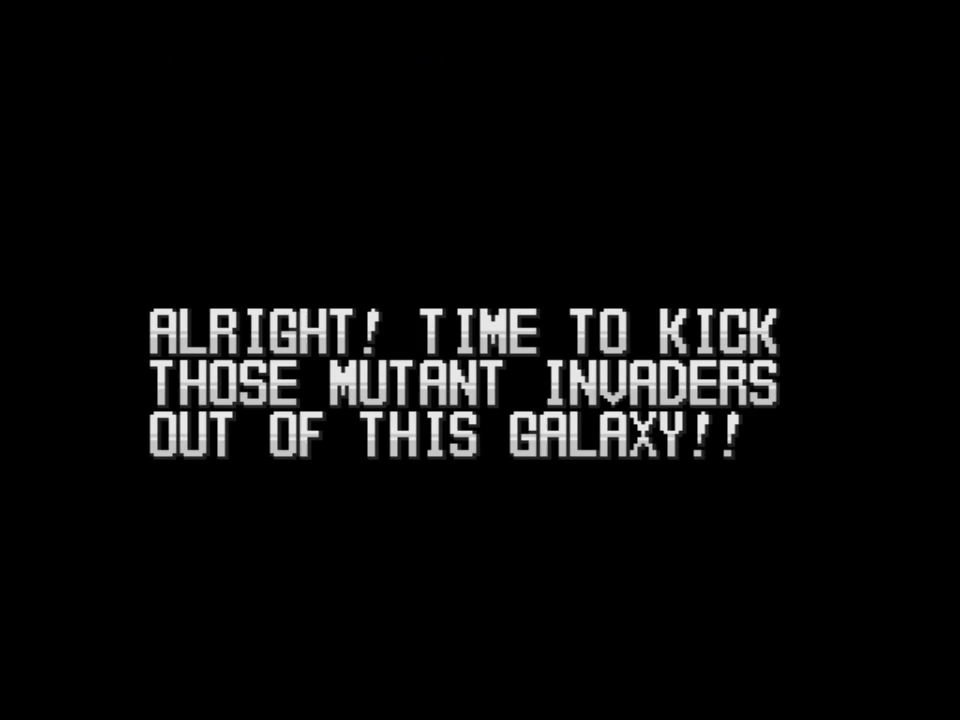 ALRIGHT! TIME TO KICK
THOSE MUTANT INVADERS
OUT OF THIS GALAXY!!